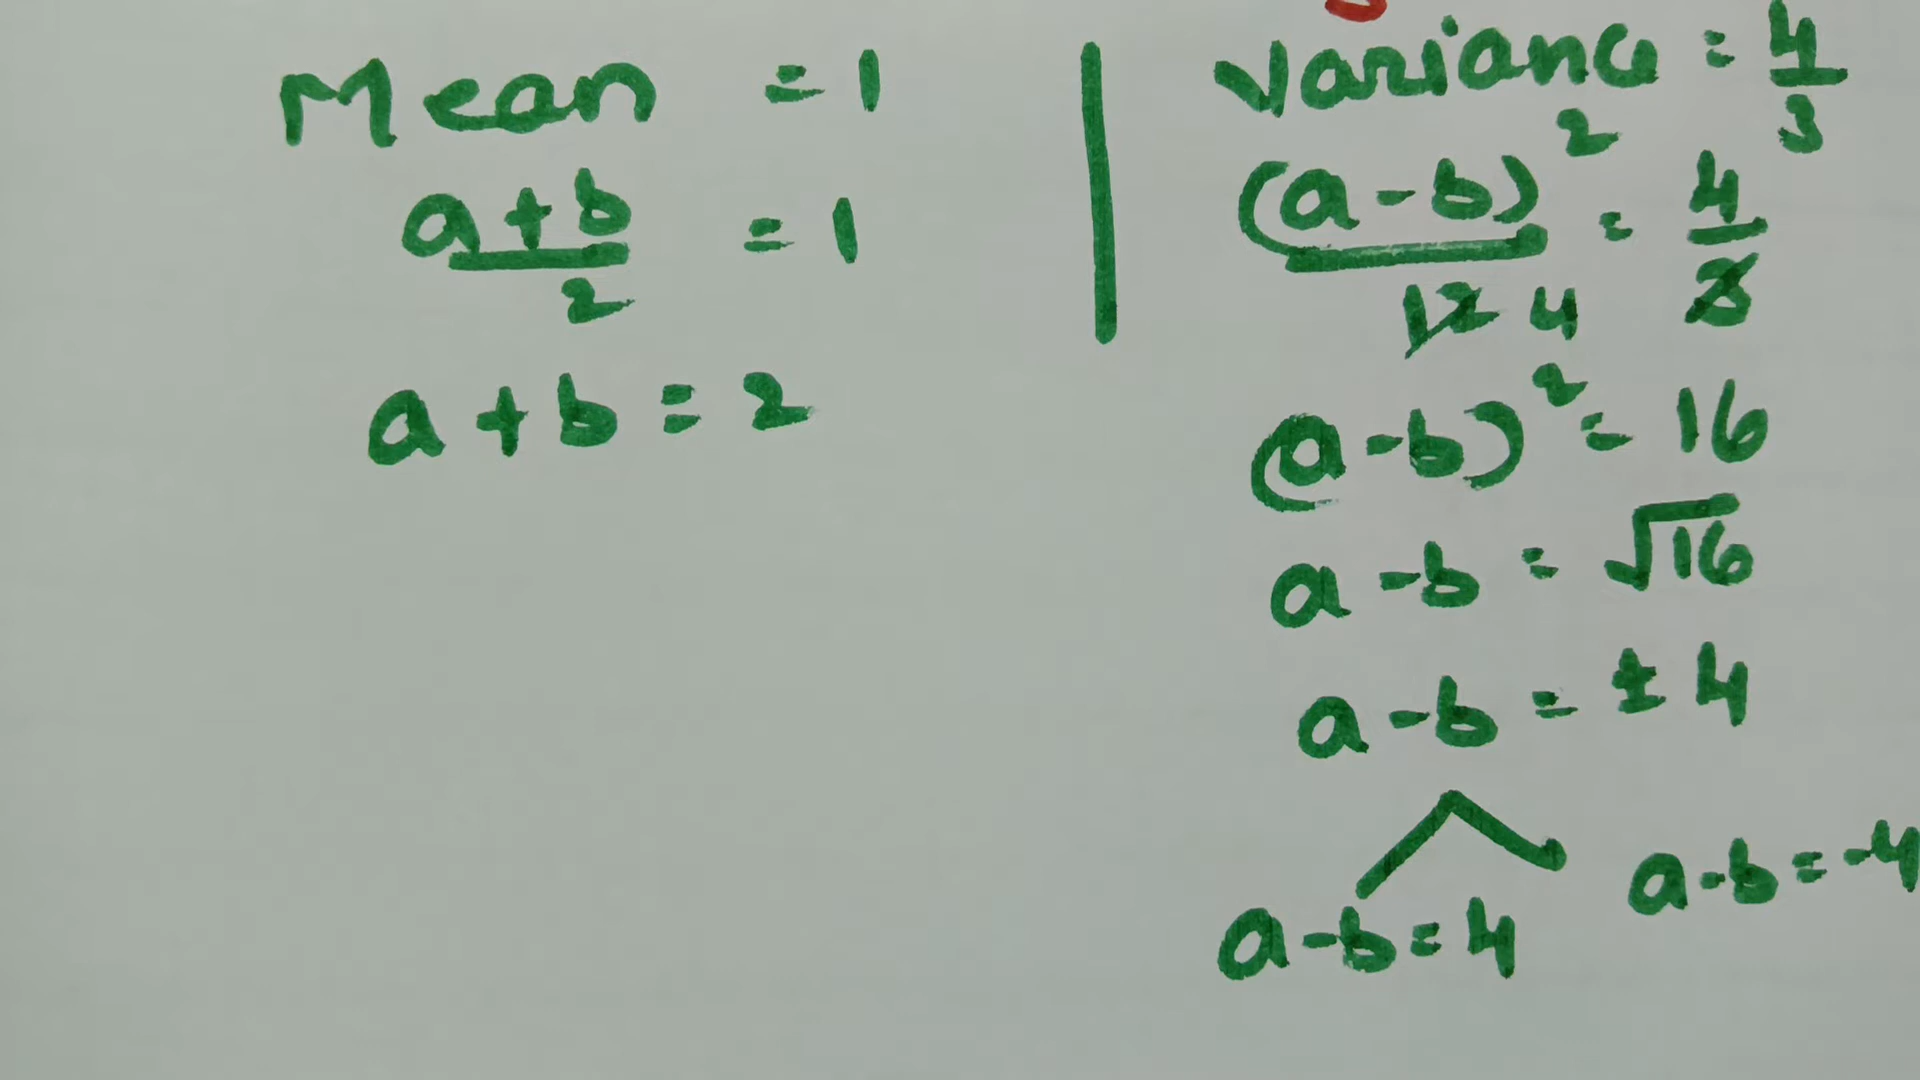 Mean = 1
a+b/2 = 1
a+b = 2
Variance = 4/3
(a-b)²/12 4 = 4/3
(a-b)² = 16
a-b = √16
a-b = ± 4
a-b = 4
a-b = -4